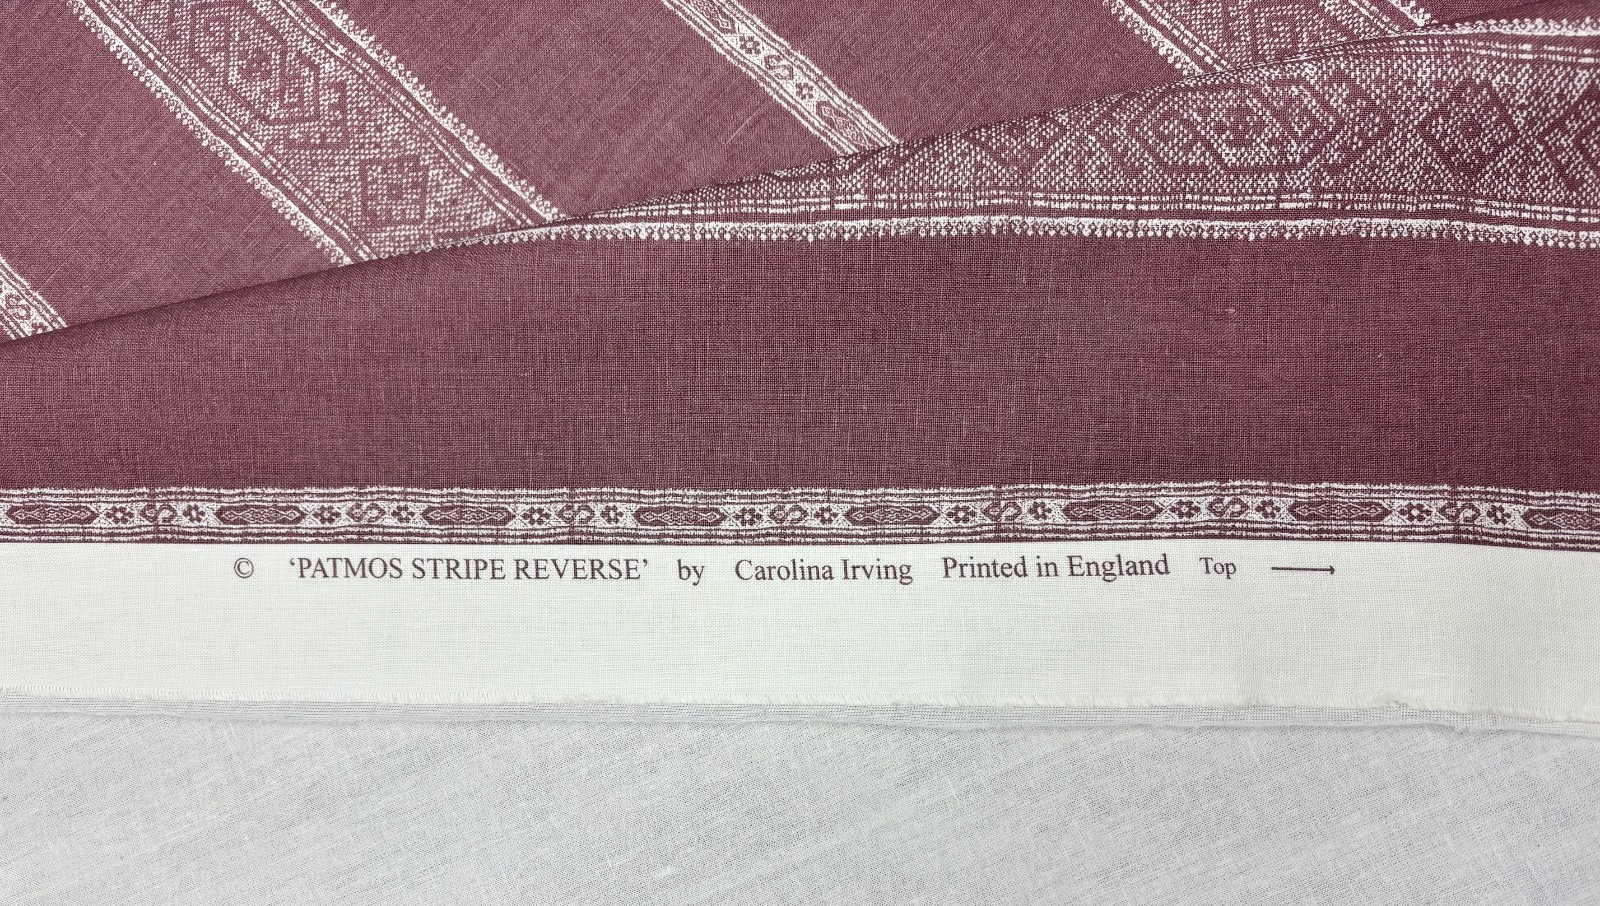 © ‘PATMOS STRIPE REVERSE’ by Carolina Irving Printed in England Top ⟶